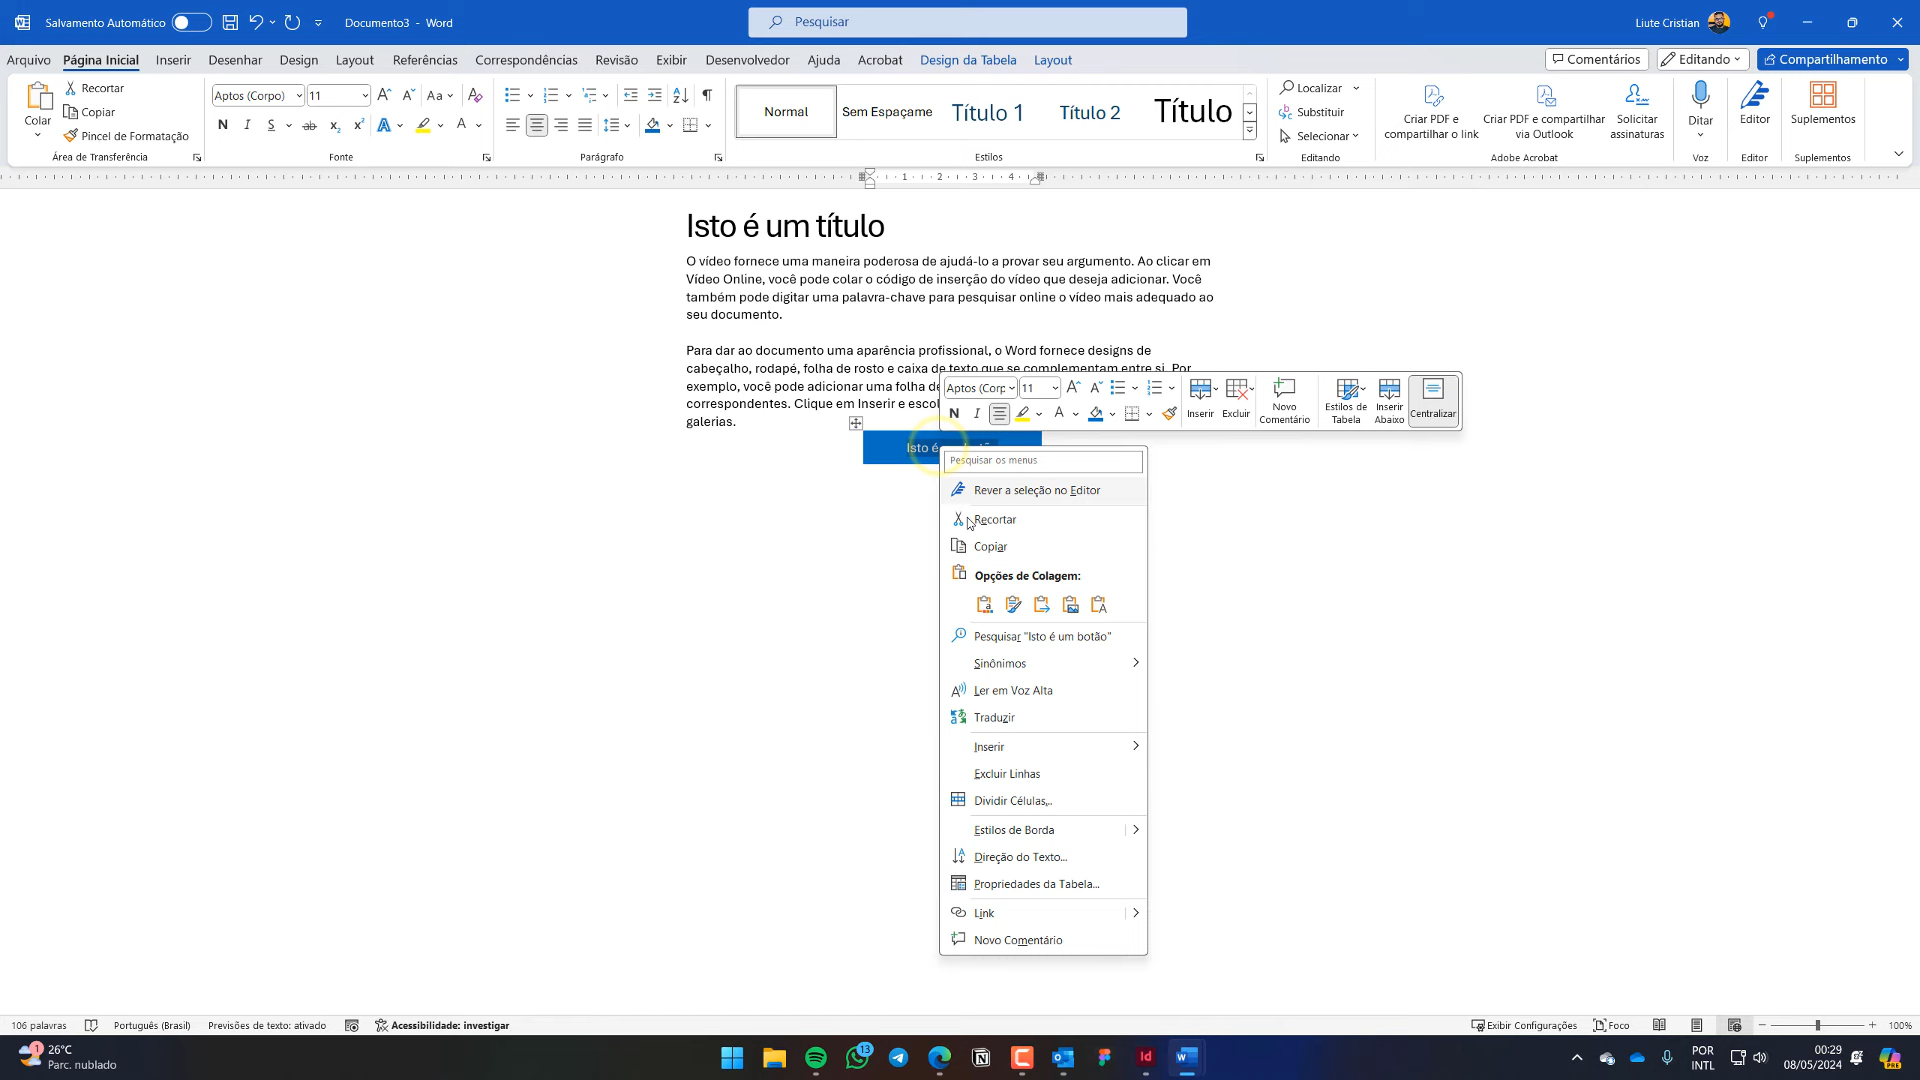 Salvamento Automático
Documento3 - Word
Pesquisar
Liute Cristian
Arquivo
Página Inicial
Inserir
Desenhar
Design
Layout
Referências
Correspondências
Revisão
Exibir
Desenvolvedor
Ajuda
Acrobat
Design da Tabela
Layout
Comentários
Editando
Compartilhamento
Colar
Recortar
Copiar
Pincel de Formatação
Área de Transferência
Aptos (Corpo)
11
Fonte
Parágrafo
Normal
Sem Espaçame
Título 1
Título 2
Título
Estilos
Localizar
Substituir
Selecionar
Editando
Criar PDF e
compartilhar o link
Criar PDF e compartilhar
via Outlook
Solicitar
assinaturas
Adobe Acrobat
Ditar
Voz
Editor
Editor
Suplementos
Suplementos
1 2 3 4
Isto é um título
O vídeo fornece uma maneira poderosa de ajudá-lo a provar seu argumento. Ao clicar em
Vídeo Online, você pode colar o código de inserção do vídeo que deseja adicionar. Você
também pode digitar uma palavra-chave para pesquisar online o vídeo mais adequado ao
seu documento.
Para dar ao documento uma aparência profissional, o Word fornece designs de
cabeçalho, rodapé, folha de rosto e caixa de texto que se complementam entre si. Por
exemplo, você pode adicionar uma folha de
correspondentes. Clique em Inserir e escol
galerias.
Aptos (Corp
11
N I
Inserir
Excluir
Novo
Comentário
Estilos de
Tabela
Inserir
Abaixo
Centralizar
Isto é
Pesquisar os menus
Rever a seleção no Editor
Recortar
Copiar
Opções de Colagem:
Pesquisar "Isto é um botão"
Sinônimos
Ler em Voz Alta
Traduzir
Inserir
Excluir Linhas
Dividir Células...
Estilos de Borda
Direção do Texto...
Propriedades da Tabela...
Link
Novo Comentário
106 palavras
Português (Brasil)
Previsões de texto: ativado
Acessibilidade: investigar
Exibir Configurações
Foco
100%
26°C
Parc. nublado
13
POR
INTL
00:29
08/05/2024